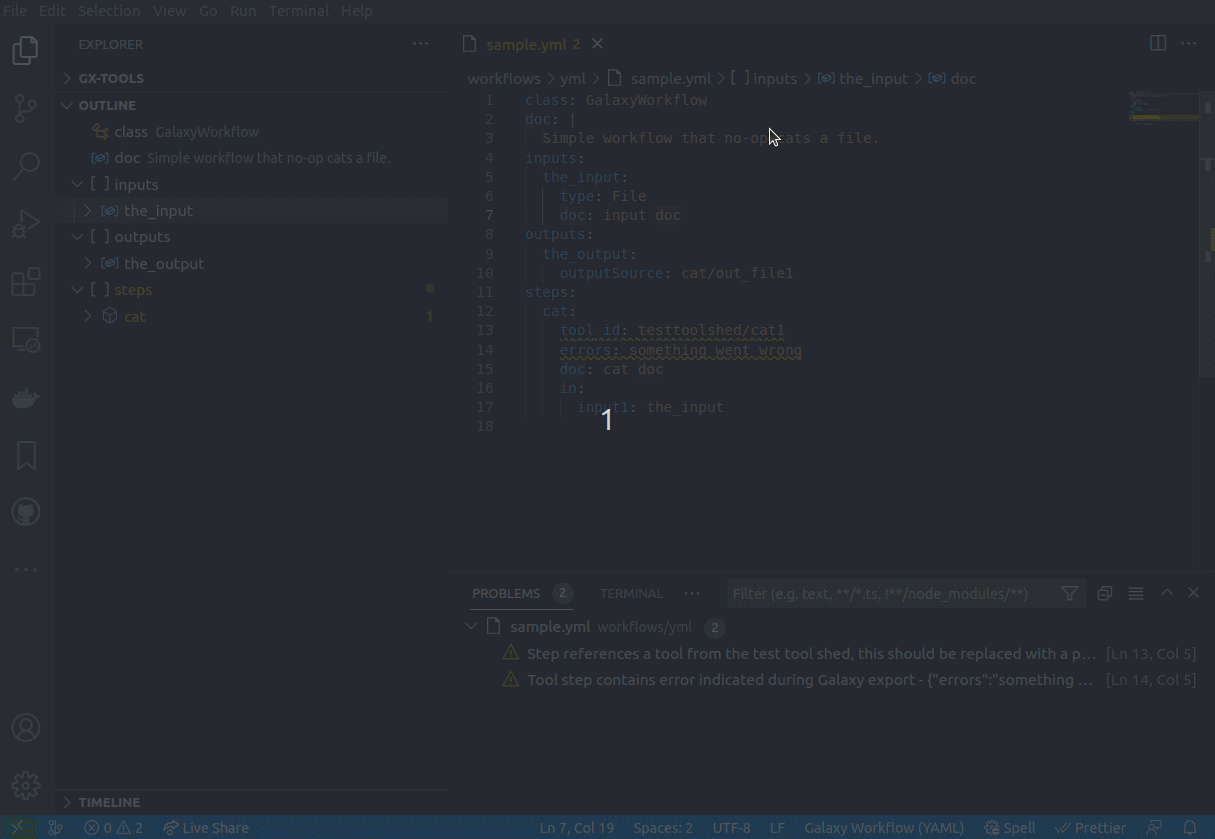 File Edit Selection View Go Run Terminal Help
EXPLORER
GX-TOOLS
OUTLINE
class GalaxyWorkflow
doc Simple workflow that no-op cats a file.
[ ] inputs
the_input
[ ] outputs
the_output
[ ] steps
cat 1
TIMELINE
sample.yml 2
workflows > yml > sample.yml > [ ] inputs > the_input > doc
1 class: GalaxyWorkflow
2 doc: |
3 Simple workflow that no-op cats a file.
4 inputs:
5 the_input:
6 type: File
7 doc: input doc
8 outputs:
9 the_output:
10 outputSource: cat/out_file1
11 steps:
12 cat:
13 tool_id: testtoolshed/cat1
14 errors: something went wrong
15 doc: cat doc
16 in:
17 input1: the_input
18
1
PROBLEMS 2 TERMINAL Filter (e.g. text, **/*.ts, !**/node_modules/**)
sample.yml workflows/yml 2
Step references a tool from the test tool shed, this should be replaced with a p... [Ln 13, Col 5]
Tool step contains error indicated during Galaxy export - {"errors":"something ... [Ln 14, Col 5]
0 2 Live Share Ln 7, Col 19 Spaces: 2 UTF-8 LF Galaxy Workflow (YAML) Spell Prettier